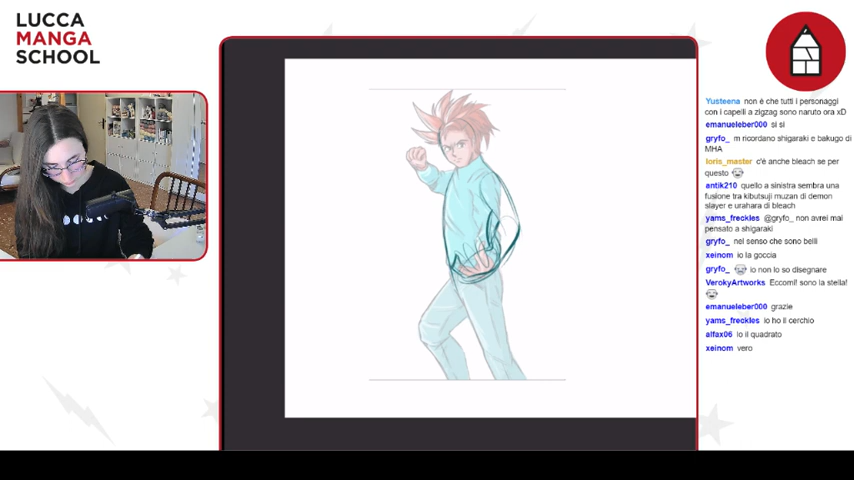 LUCCA
MANGA
SCHOOL
Yusteena non è che tutti i personaggi
con i capelli a zigzag sono naruto ora xD
emanueleber000 si si
gryfo_ m ricordano shigaraki e bakugo di
MHA
loris_master c'è anche bleach se per
questo
antik210 quello a sinistra sembra una
fusione tra kibutsuji muzan di demon
slayer e urahara di bleach
yams_freckles @gryfo_ non avrei mai
pensato a shigaraki
gryfo_ nel senso che sono belli
xeinom io la goccia
gryfo_ io non lo so disegnare
VerokyArtworks Eccomi! sono la stella!
emanueleber000 grazie
yams_freckles io ho il cerchio
alfax06 io il quadrato
xeinom vero